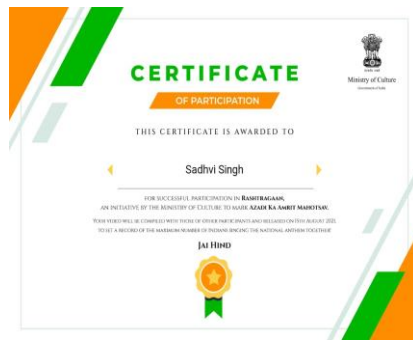 CERTIFICATE
OF PARTICIPATION
Ministry of Culture
Government of India
THIS CERTIFICATE IS AWARDED TO
Sadhvi Singh
FOR SUCCESSFUL PARTICIPATION IN RASHTRAGAAN,
AN INITIATIVE BY THE MINISTRY OF CULTURE TO MARK AZADI KA AMRIT MAHOTSAV.
YOUR VIDEO WILL BE COMPILED WITH THOSE OF OTHER PARTICIPANTS AND RELEASED ON 15TH AUGUST 2021,
TO SET A RECORD OF THE MAXIMUM NUMBER OF INDIANS SINGING THE NATIONAL ANTHEM TOGETHER
JAI HIND